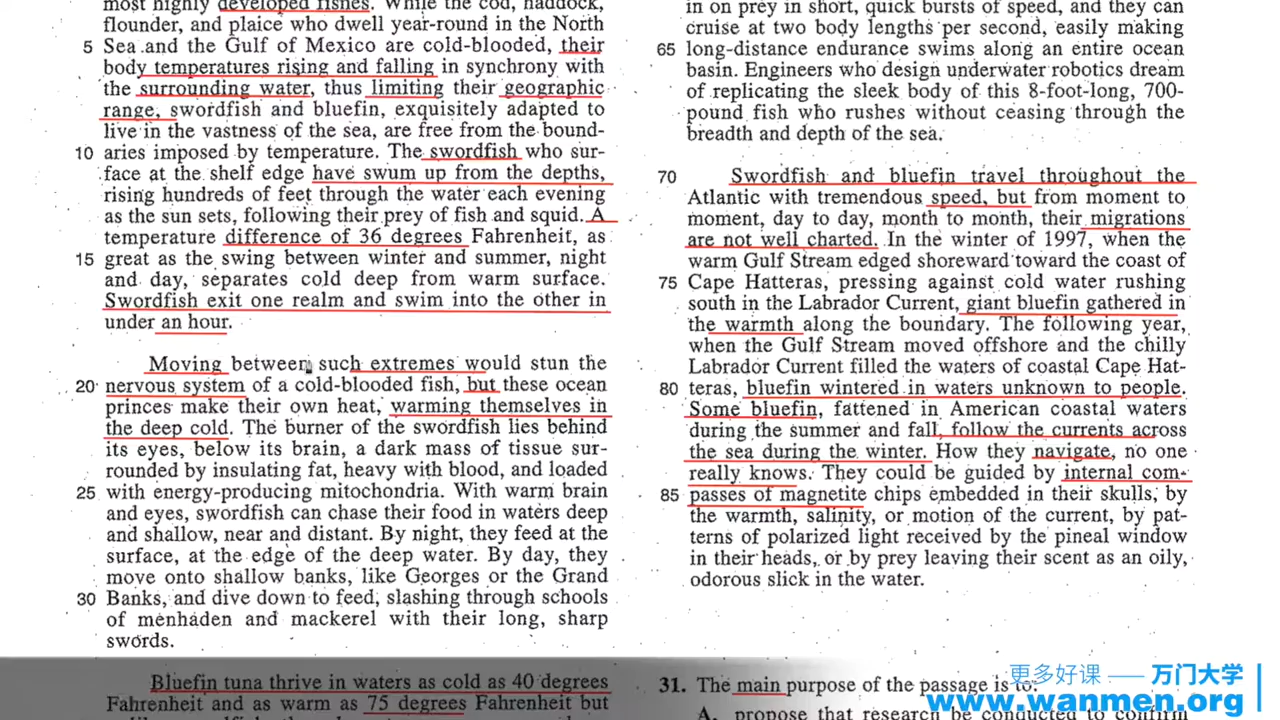 most highly developed fishes. While the cod, haddock,
flounder, and plaice who dwell year-round in the North
5 Sea and the Gulf of Mexico are cold-blooded, their
body temperatures rising and falling in synchrony with
the surrounding water, thus limiting their geographic
range, swordfish and bluefin, exquisitely adapted to
live in the vastness of the sea, are free from the bound-
10 aries imposed by temperature. The swordfish who sur-
face at the shelf edge have swum up from the depths,
rising hundreds of feet through the water each evening
as the sun sets, following their prey of fish and squid. A
temperature difference of 36 degrees Fahrenheit, as
15 great as the swing between winter and summer, night
and day, separates cold deep from warm surface.
Swordfish exit one realm and swim into the other in
under an hour.
Moving between such extremes would stun the
20 nervous system of a cold-blooded fish, but these ocean
princes make their own heat, warming themselves in
the deep cold. The burner of the swordfish lies behind
its eyes, below its brain, a dark mass of tissue sur-
rounded by insulating fat, heavy with blood, and loaded
25 with energy-producing mitochondria. With warm brain
and eyes, swordfish can chase their food in waters deep
and shallow, near and distant. By night, they feed at the
surface, at the edge of the deep water. By day, they
move onto shallow banks, like Georges or the Grand
30 Banks, and dive down to feed, slashing through schools
of menhaden and mackerel with their long, sharp
swords.
Bluefin tuna thrive in waters as cold as 40 degrees
Fahrenheit and as warm as 75 degrees Fahrenheit but
in on prey in short, quick bursts of speed, and they can
cruise at two body lengths per second, easily making
65 long-distance endurance swims along an entire ocean
basin. Engineers who design underwater robotics dream
of replicating the sleek body of this 8-foot-long, 700-
pound fish who rushes without ceasing through the
breadth and depth of the sea.
70 Swordfish and bluefin travel throughout the
Atlantic with tremendous speed, but from moment to
moment, day to day, month to month, their migrations
are not well charted. In the winter of 1997, when the
warm Gulf Stream edged shoreward toward the coast of
75 Cape Hatteras, pressing against cold water rushing
south in the Labrador Current, giant bluefin gathered in
the warmth along the boundary. The following year,
when the Gulf Stream moved offshore and the chilly
Labrador Current filled the waters of coastal Cape Hat-
80 teras, bluefin wintered in waters unknown to people.
Some bluefin, fattened in American coastal waters
during the summer and fall, follow the currents across
the sea during the winter. How they navigate, no one
really knows. They could be guided by internal com-
85 passes of magnetite chips embedded in their skulls, by
the warmth, salinity, or motion of the current, by pat-
terns of polarized light received by the pineal window
in their heads, or by prey leaving their scent as an oily,
odorous slick in the water.
31. The main purpose of the passage is to:
A. propose that research be conducted to confirm
更多好课 —— 万门大学
www.wanmen.org